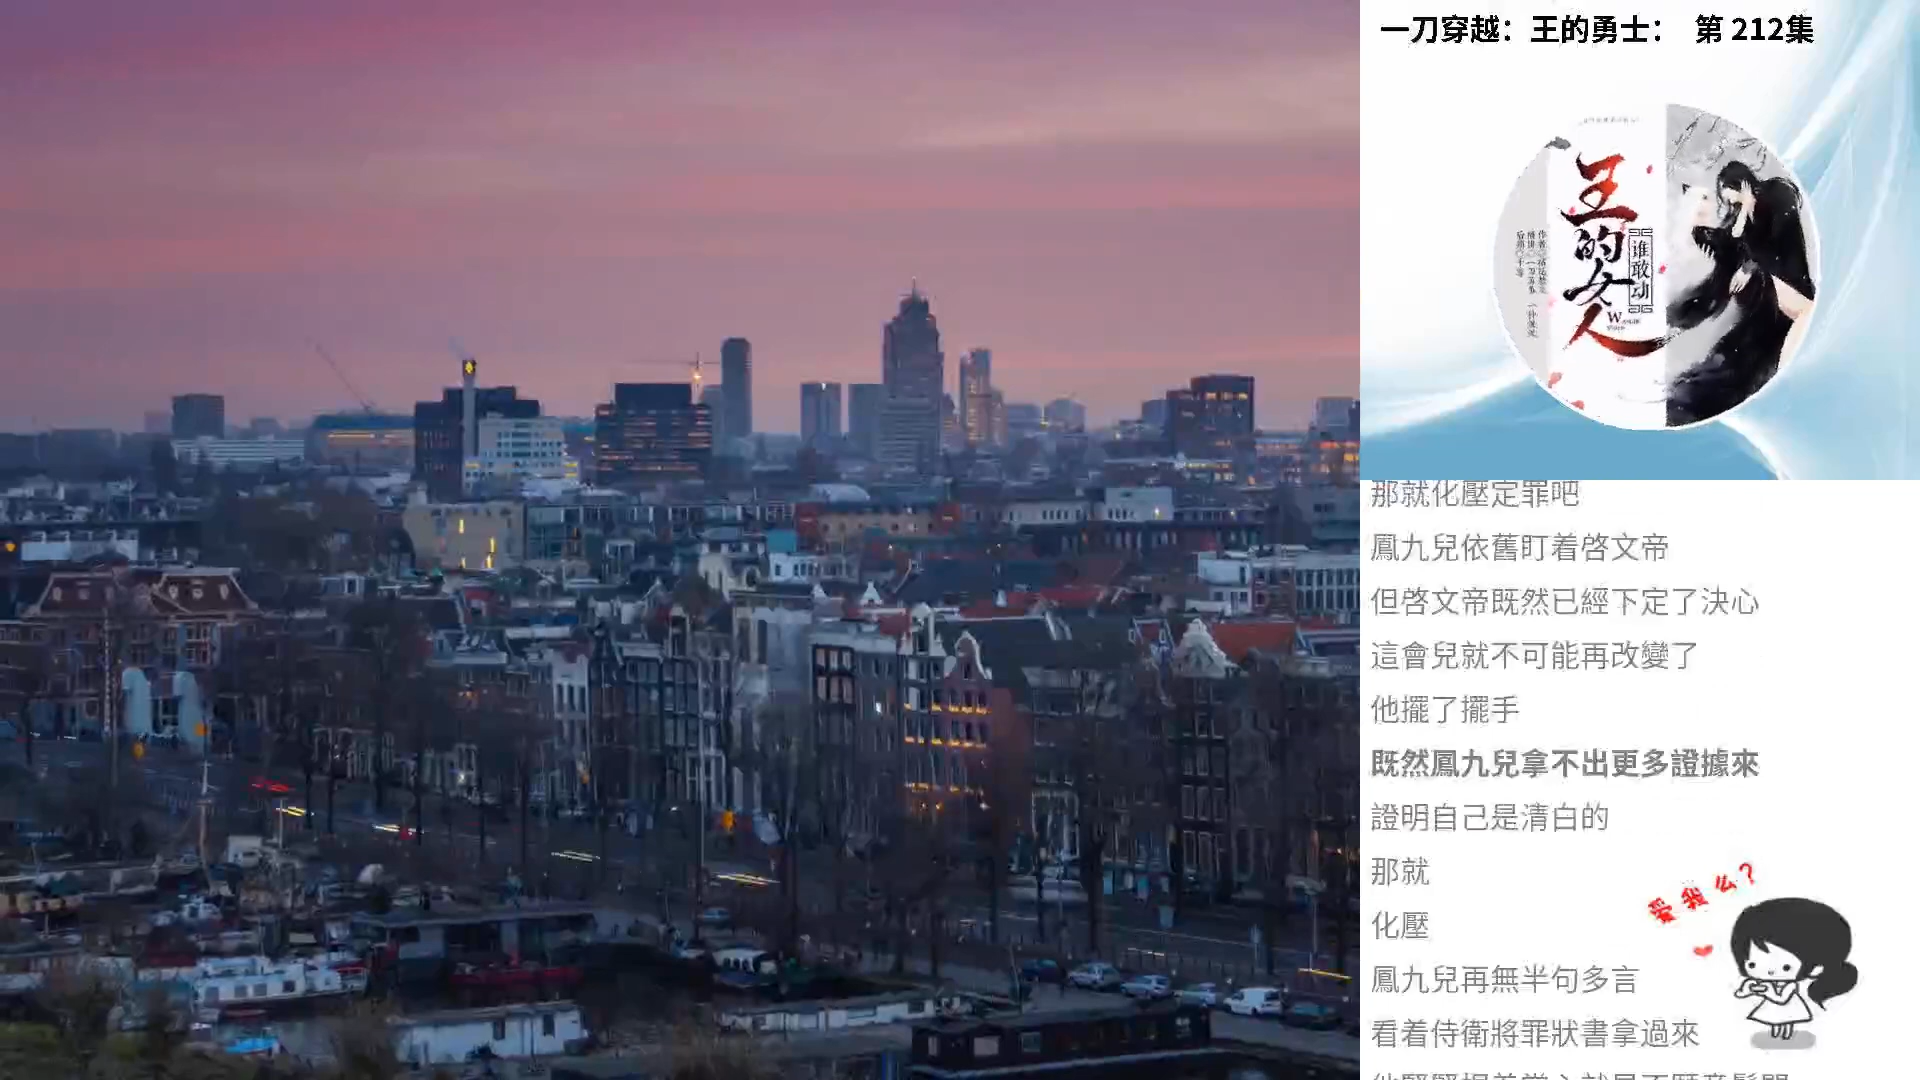 一刀穿越：王的勇士： 第 212集
王的女人
谁敢动
那就化壓定罪吧
鳳九兒依舊盯着啓文帝
但啓文帝既然已經下定了決心
這會兒就不可能再改變了
他擺了擺手
既然鳳九兒拿不出更多證據來
證明自己是清白的
那就
化壓
鳳九兒再無半句多言
看着侍衛將罪狀書拿過來
爱我么？